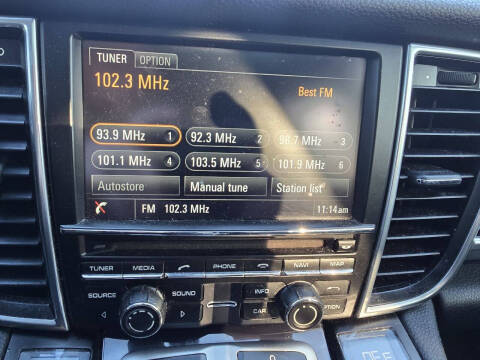 TUNER OPTION
102.3 MHz
Best FM
93.9 MHz 1 92.3 MHz 2 98.7 MHz 3
101.1 MHz 4 103.5 MHz 5 101.9 MHz 6
Autostore Manual tune Station list
FM 102.3 MHz 11:14 am
TUNER MEDIA PHONE NAVI MAP
SOURCE SOUND INFO
CAR OPTION